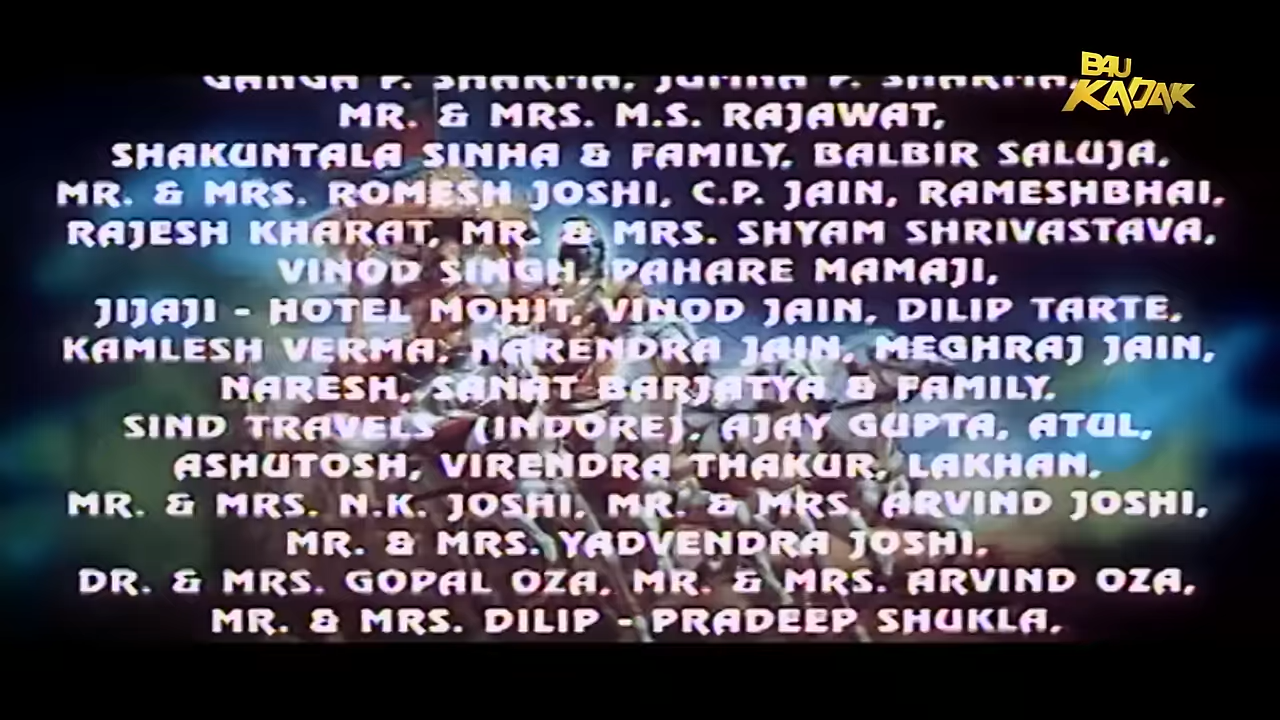 GANGA P. SHARMA, JUMNA P. SHARMA,
B4U
KADAK
MR. & MRS. M.S. RAJAWAT,
SHAKUNTALA SINHA & FAMILY, BALBIR SALUJA,
MR. & MRS. ROMESH JOSHI, C.P. JAIN, RAMESHBHAI,
RAJESH KHARAT, MR. & MRS. SHYAM SHRIVASTAVA,
VINOD SINGH, PAHARE MAMAJI,
JIJAJI - HOTEL MOHIT, VINOD JAIN, DILIP TARTE,
KAMLESH VERMA, NARENDRA JAIN, MEGHRAJ JAIN,
NARESH, SANAT BARJATYA & FAMILY,
SIND TRAVELS (INDORE), AJAY GUPTA, ATUL,
ASHUTOSH, VIRENDRA THAKUR, LAKHAN,
MR. & MRS. N.K. JOSHI, MR. & MRS. ARVIND JOSHI,
MR. & MRS. YADVENDRA JOSHI,
DR. & MRS. GOPAL OZA, MR. & MRS. ARVIND OZA,
MR. & MRS. DILIP - PRADEEP SHUKLA,